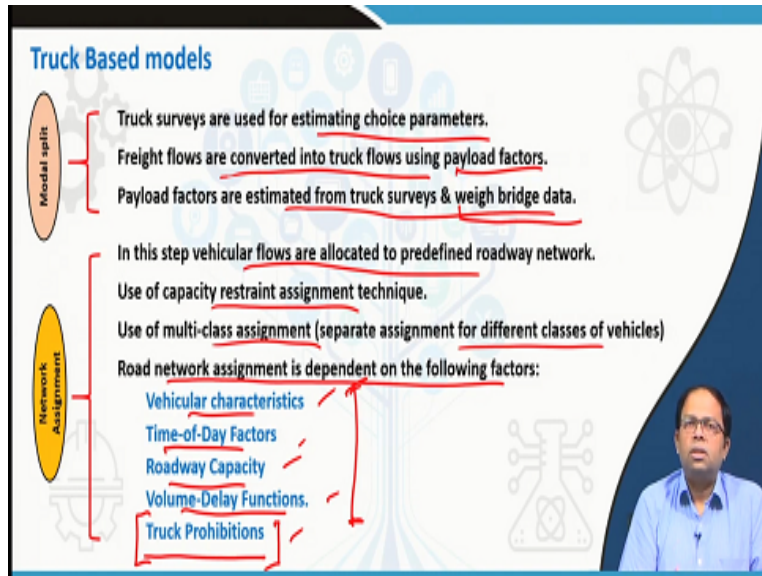 Truck Based models
Modal split
Truck surveys are used for estimating choice parameters.
Freight flows are converted into truck flows using payload factors.
Payload factors are estimated from truck surveys & weigh bridge data.
Network
Assignment
In this step vehicular flows are allocated to predefined roadway network.
Use of capacity restraint assignment technique.
Use of multi-class assignment (separate assignment for different classes of vehicles)
Road network assignment is dependent on the following factors:
Vehicular characteristics
Time-of-Day Factors
Roadway Capacity
Volume-Delay Functions.
Truck Prohibitions